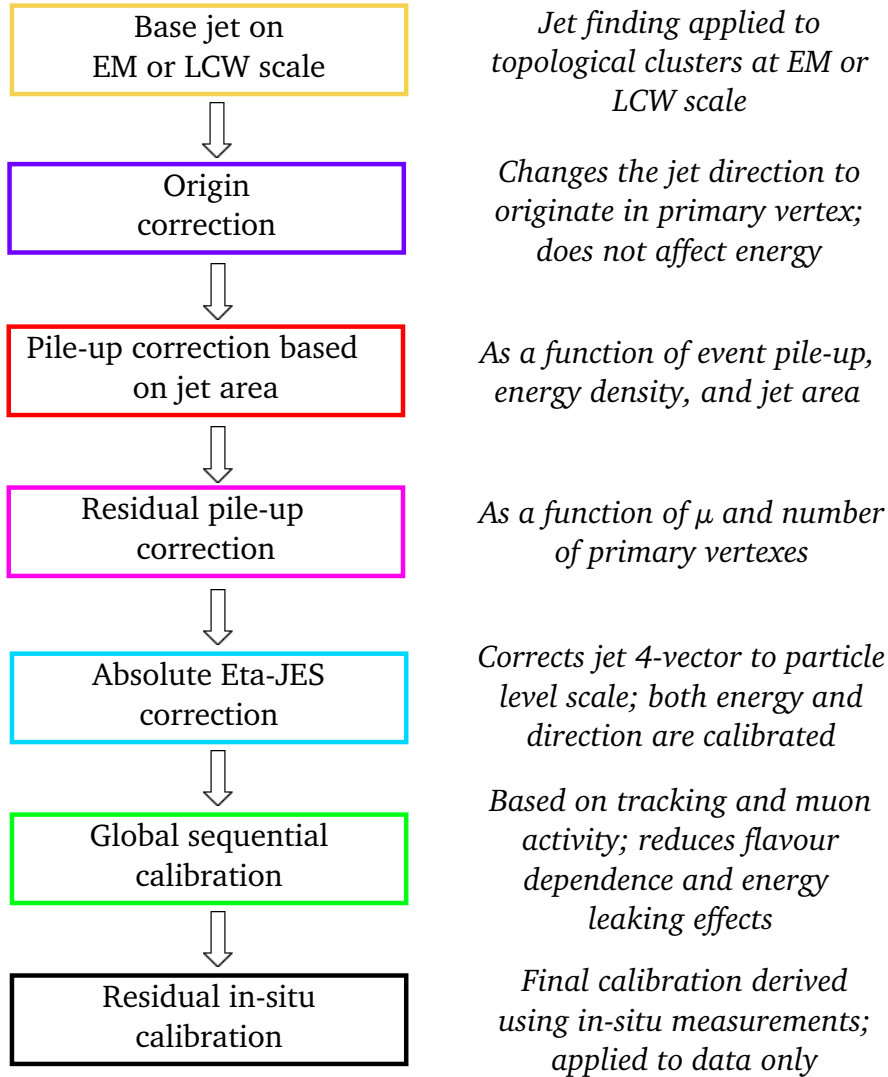 Base jet on
EM or LCW scale
Jet finding applied to
topological clusters at EM or
LCW scale
Origin
correction
Changes the jet direction to
originate in primary vertex;
does not affect energy
Pile-up correction based
on jet area
As a function of event pile-up,
energy density, and jet area
Residual pile-up
correction
As a function of μ and number
of primary vertexes
Absolute Eta-JES
correction
Corrects jet 4-vector to particle
level scale; both energy and
direction are calibrated
Global sequential
calibration
Based on tracking and muon
activity; reduces flavour
dependence and energy
leaking effects
Residual in-situ
calibration
Final calibration derived
using in-situ measurements;
applied to data only